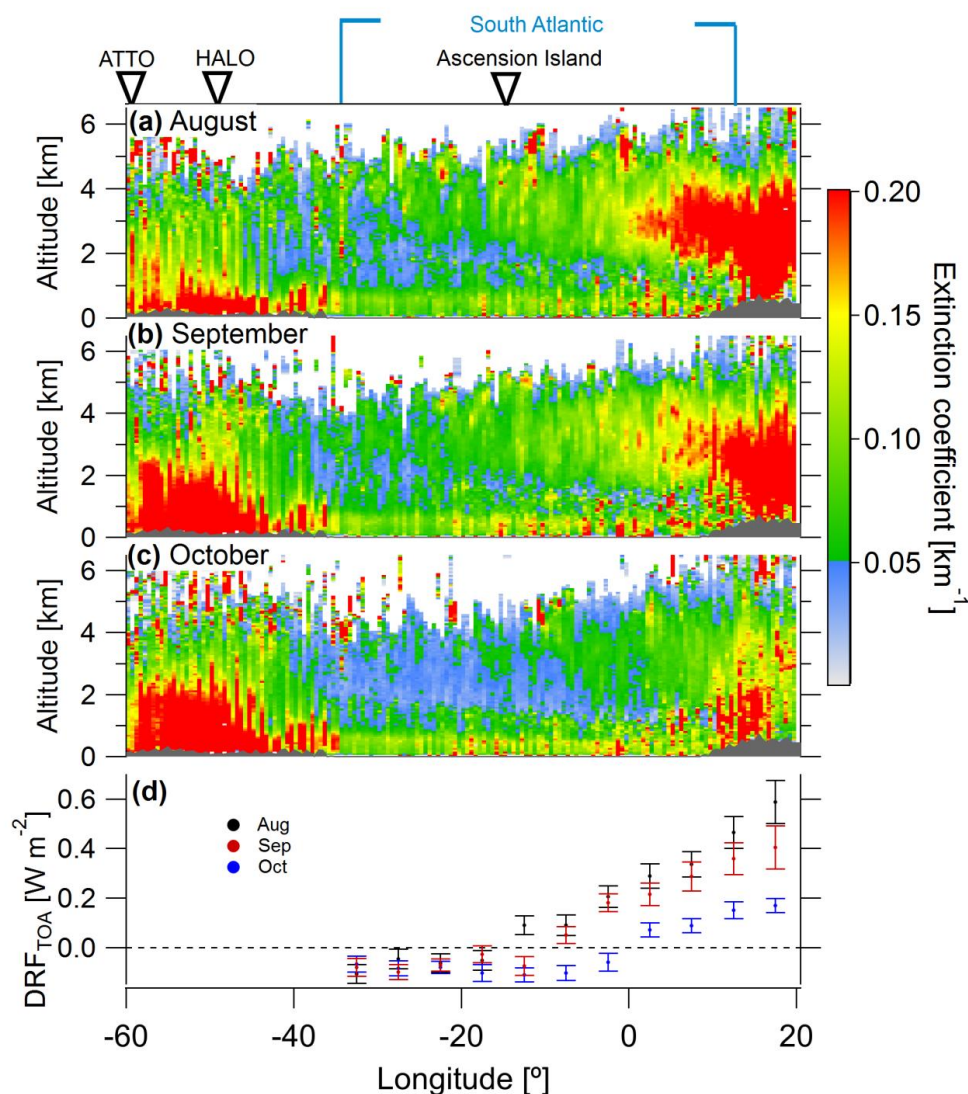 South Atlantic
ATTO
HALO
Ascension Island
(a) August
6
4
2
0
Altitude [km]
(b) September
6
4
2
0
Altitude [km]
(c) October
6
4
2
0
Altitude [km]
0.20
0.15
0.10
0.05
Extinction coefficient [km⁻¹]
(d)
Aug
Sep
Oct
0.6
0.4
0.2
0.0
DRF_TOA [W m⁻²]
-60 -40 -20 0 20
Longitude [º]